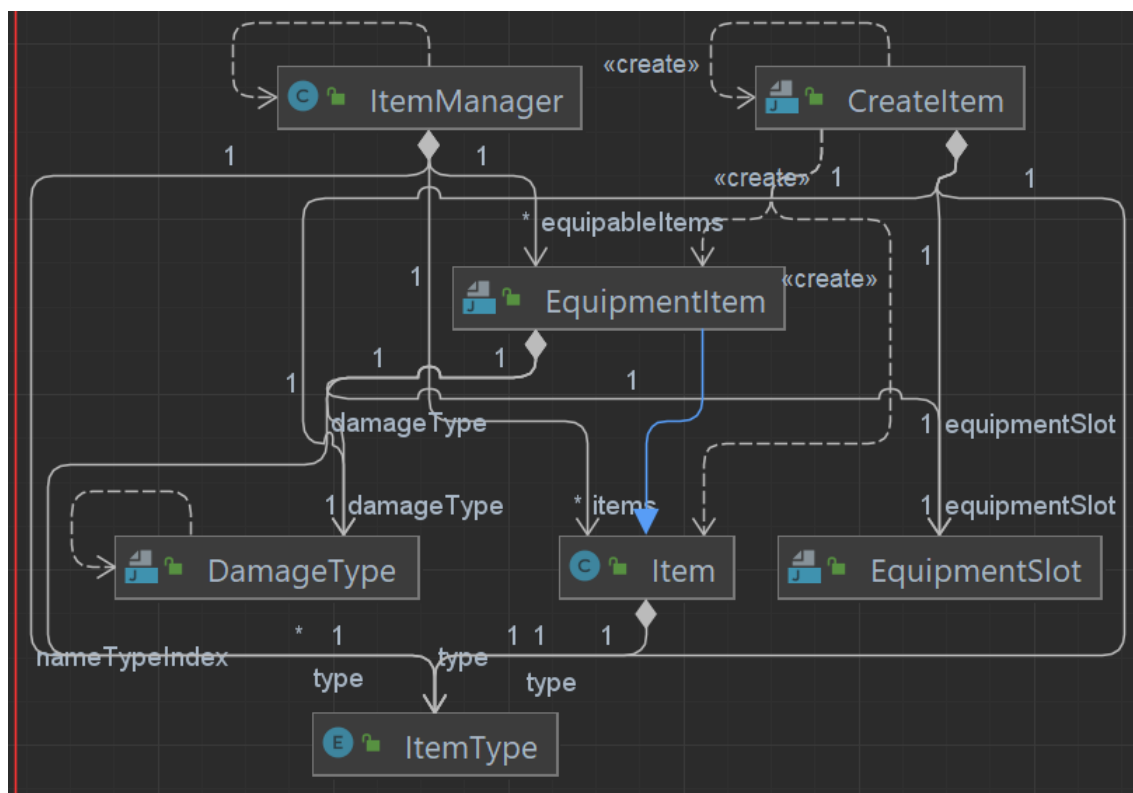 «create»
C ItemManager
J CreateItem
1
1
«create» 1
1
* equipableItems
1
1
«create»
J EquipmentItem
1
1
1
1
damageType
1 equipmentSlot
1 damageType
* items
1 equipmentSlot
J DamageType
C Item
J EquipmentSlot
* 1
1 1
1
nameTypeIndex
type
type
type
E ItemType